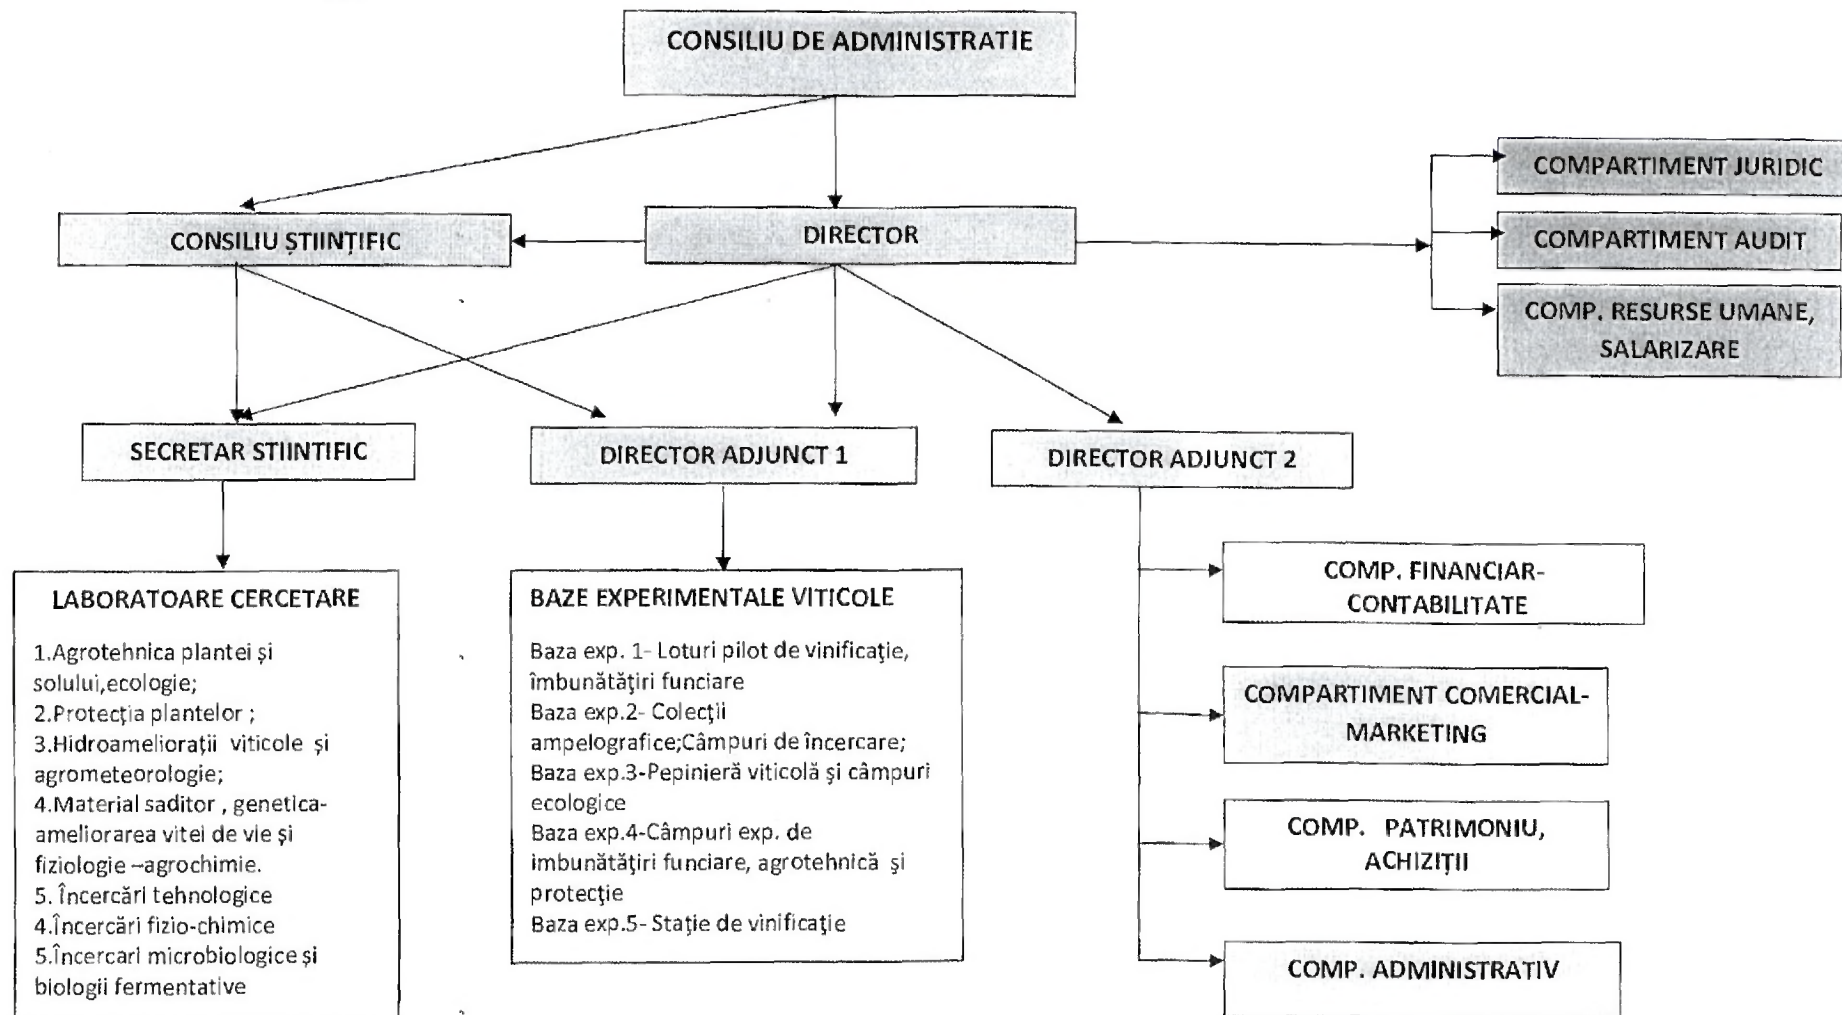 CONSILIU DE ADMINISTRATIE
COMPARTIMENT JURIDIC
CONSILIU ȘTIINȚIFIC
DIRECTOR
COMPARTIMENT AUDIT
COMP. RESURSE UMANE,
SALARIZARE
SECRETAR STIINTIFIC
DIRECTOR ADJUNCT 1
DIRECTOR ADJUNCT 2
LABORATOARE CERCETARE
1.Agrotehnica plantei și
solului,ecologie;
2.Protecția plantelor ;
3.Hidroameliorații viticole și
agrometeorologie;
4.Material saditor , genetica-
ameliorarea vitei de vie și
fiziologie –agrochimie.
5. Încercări tehnologice
4.Încercări fizio-chimice
5.Încercari microbiologice și
biologii fermentative
BAZE EXPERIMENTALE VITICOLE
Baza exp. 1- Loturi pilot de vinificație,
îmbunătățiri funciare
Baza exp.2- Colecții
ampelografice;Câmpuri de încercare;
Baza exp.3-Pepinieră viticolă și câmpuri
ecologice
Baza exp.4-Câmpuri exp. de
imbunătățiri funciare, agrotehnică și
protecție
Baza exp.5- Stație de vinificație
COMP. FINANCIAR-
CONTABILITATE
COMPARTIMENT COMERCIAL-
MARKETING
COMP. PATRIMONIU,
ACHIZIȚII
COMP. ADMINISTRATIV